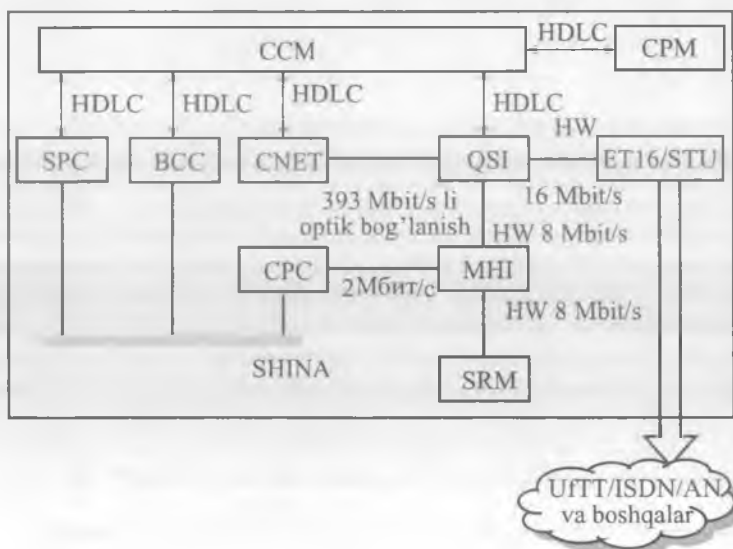 CCM
HDLC
CPM
HDLC
HDLC
HDLC
HDLC
HW
SPC
BCC
CNET
QSI
ET16/STU
393 Mbit/s li
optik bog'lanish
16 Mbit/s
HW 8 Mbit/s
CPC
2Мбит/с
MHI
HW 8 Mbit/s
SHINA
SRM
UfTT/ISDN/AN
va boshqalar